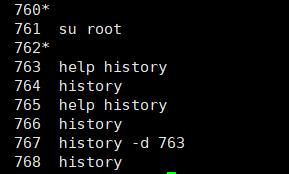 760*
761  su root
762*
763  help history
764  history
765  help history
766  history
767  history -d 763
768  history